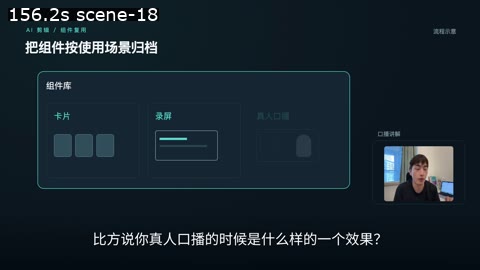 156.2s scene-18
AI 剪辑 / 组件复用
流程示意
把组件按使用场景归档
组件库
卡片
录屏
真人口播
口播讲解
比方说你真人口播的时候是什么样的一个效果?